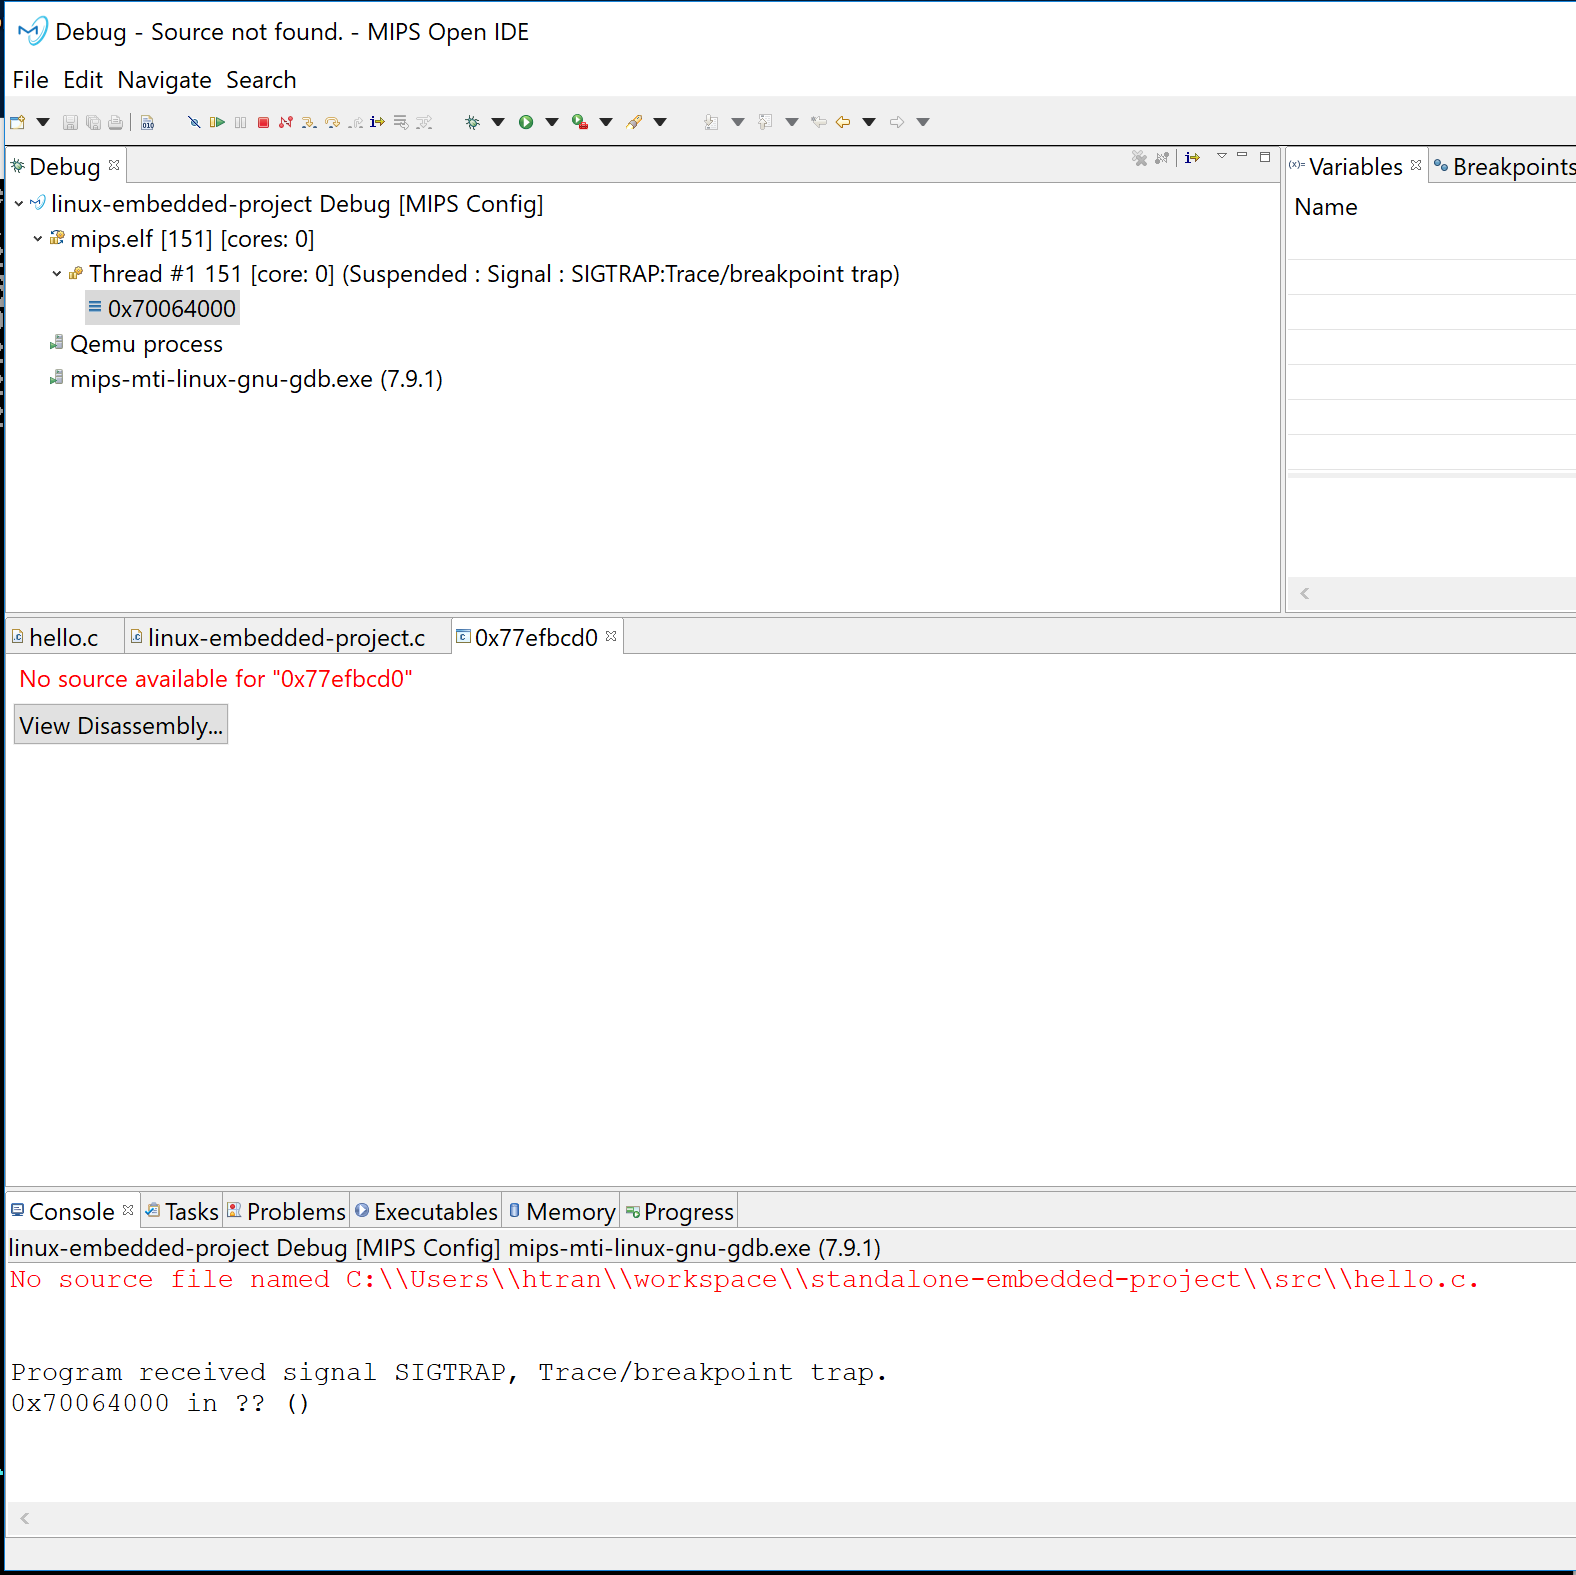 Debug - Source not found. - MIPS Open IDE
File Edit Navigate Search
Debug
Variables
Breakpoints
linux-embedded-project Debug [MIPS Config]
mips.elf [151] [cores: 0]
Thread #1 151 [core: 0] (Suspended : Signal : SIGTRAP:Trace/breakpoint trap)
0x70064000
Qemu process
mips-mti-linux-gnu-gdb.exe (7.9.1)
Name
hello.c
linux-embedded-project.c
0x77efbcd0
No source available for "0x77efbcd0"
View Disassembly...
Console
Tasks
Problems
Executables
Memory
Progress
linux-embedded-project Debug [MIPS Config] mips-mti-linux-gnu-gdb.exe (7.9.1)
No source file named C:\\Users\\htran\\workspace\\standalone-embedded-project\\src\\hello.c.
Program received signal SIGTRAP, Trace/breakpoint trap.
0x70064000 in ?? ()